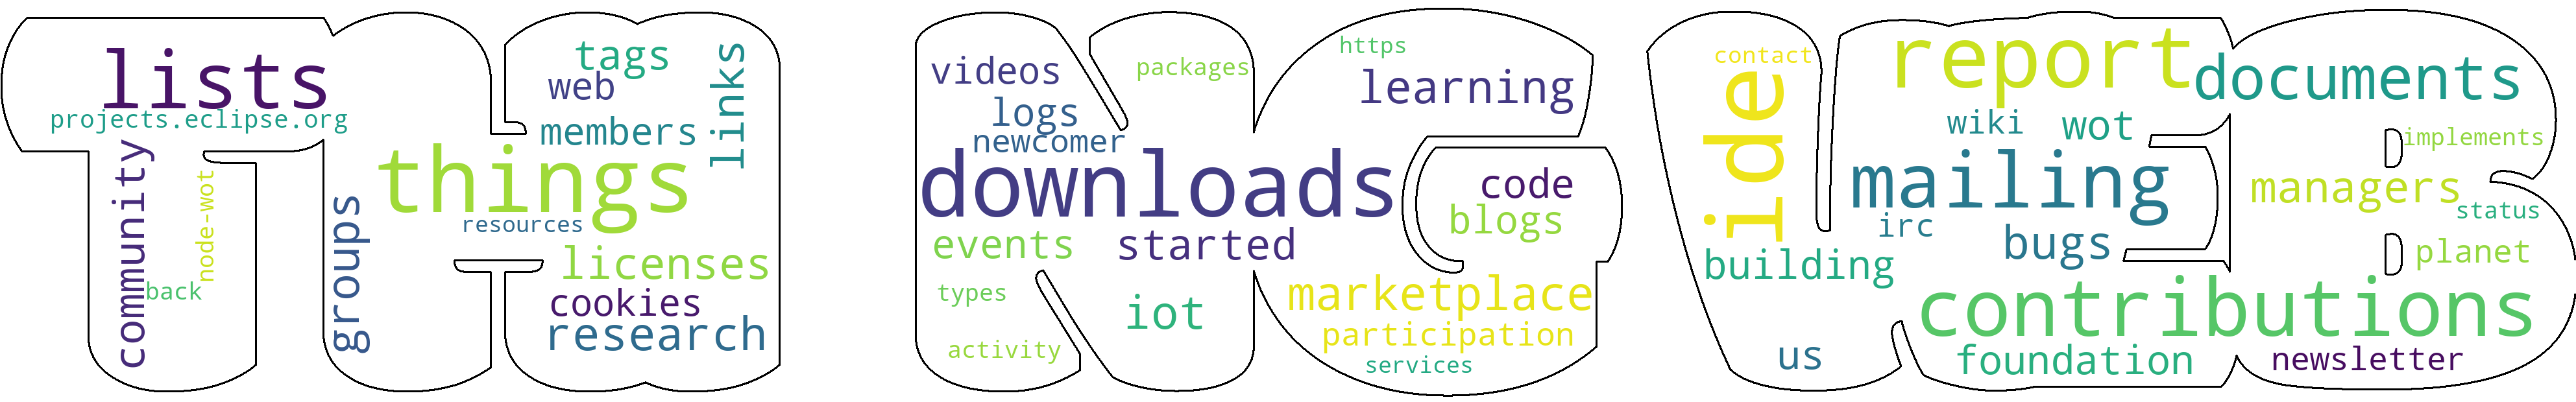 lists
projects.eclipse.org
community
node-wot
back
groups
things
resources
tags
web
members
links
licenses
cookies
research
videos
logs
newcomer
packages
downloads
events
started
types
iot
activity
https
learning
code
blogs
marketplace
participation
services
contact
ide
building
us
report
documents
wiki
wot
implements
mailing
managers
irc
status
bugs
planet
contributions
foundation
newsletter